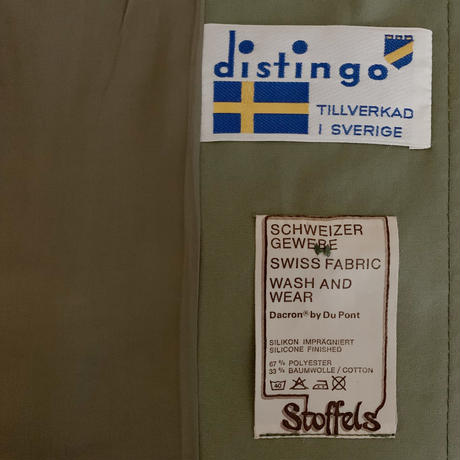 distingo
TILLVERKAD
I SVERIGE
SCHWEIZER
GEWEBE
SWISS FABRIC
WASH AND
WEAR
Dacron® by Du Pont
SILIKON IMPRÄGNIERT
SILICONE FINISHED
67% POLYESTER
33% BAUMWOLLE / COTTON
40
Stoffels